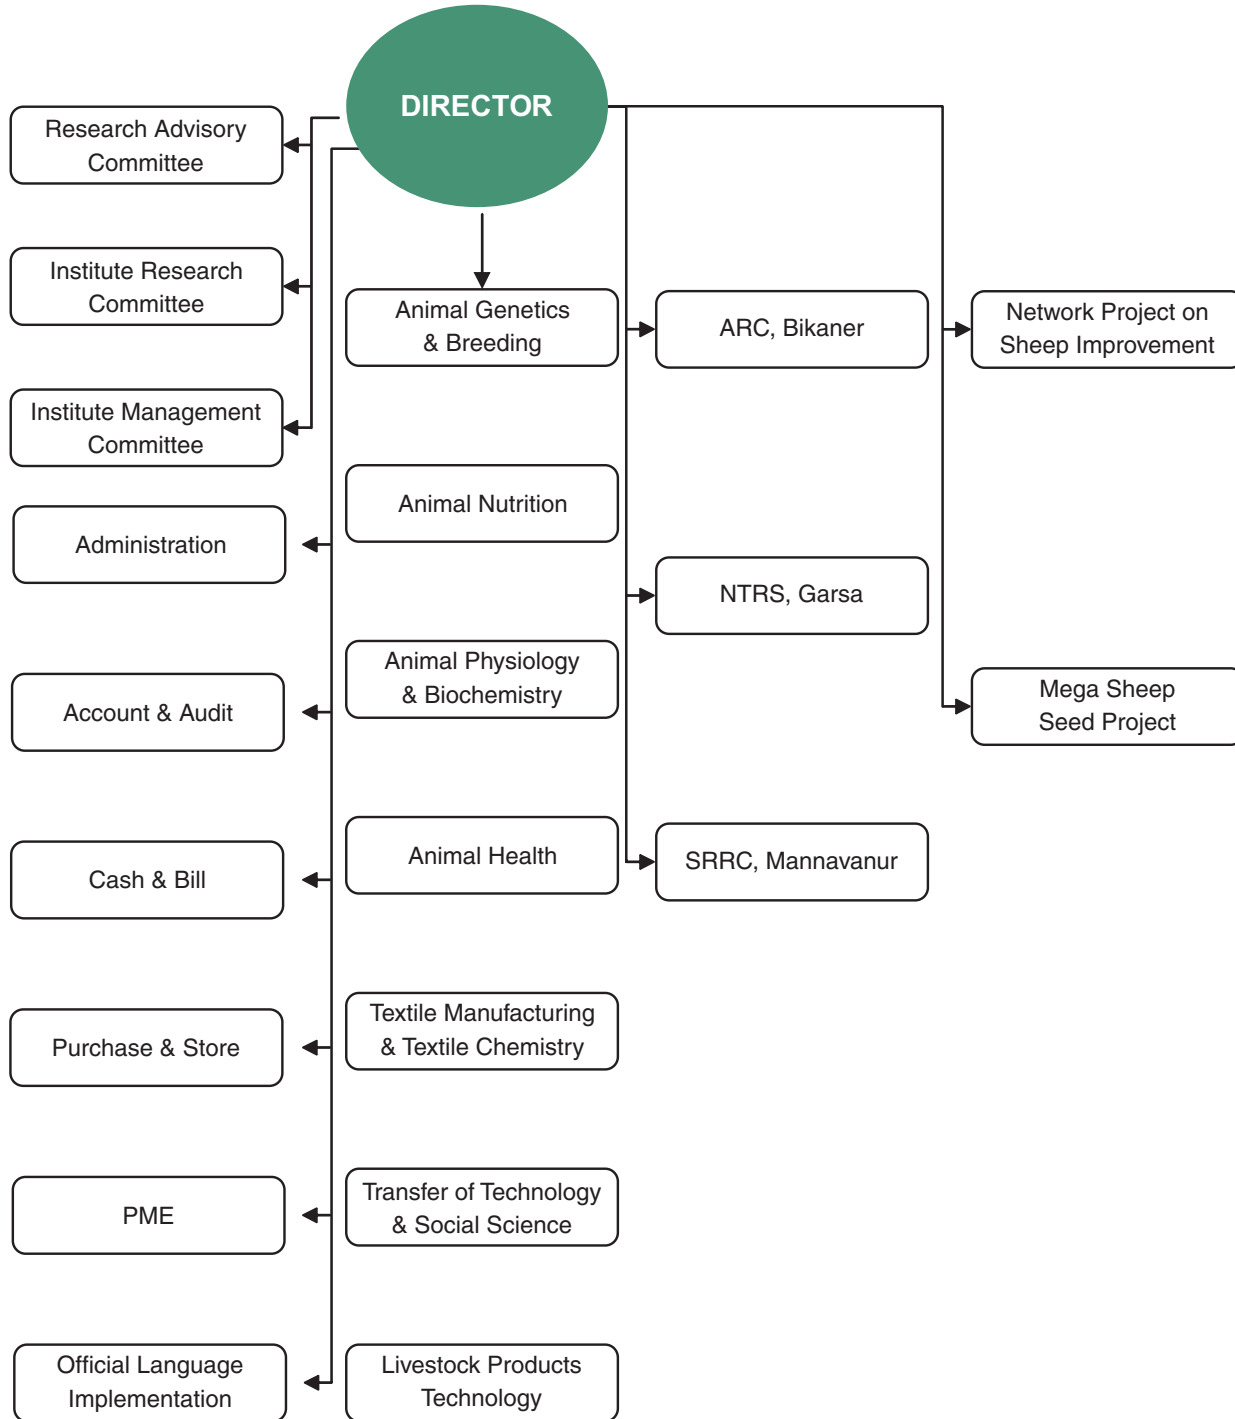 DIRECTOR
Research Advisory
Committee
Institute Research
Committee
Institute Management
Committee
Administration
Account & Audit
Cash & Bill
Purchase & Store
PME
Official Language
Implementation
Animal Genetics
& Breeding
Animal Nutrition
Animal Physiology
& Biochemistry
Animal Health
Textile Manufacturing
& Textile Chemistry
Transfer of Technology
& Social Science
Livestock Products
Technology
ARC, Bikaner
NTRS, Garsa
SRRC, Mannavanur
Network Project on
Sheep Improvement
Mega Sheep
Seed Project